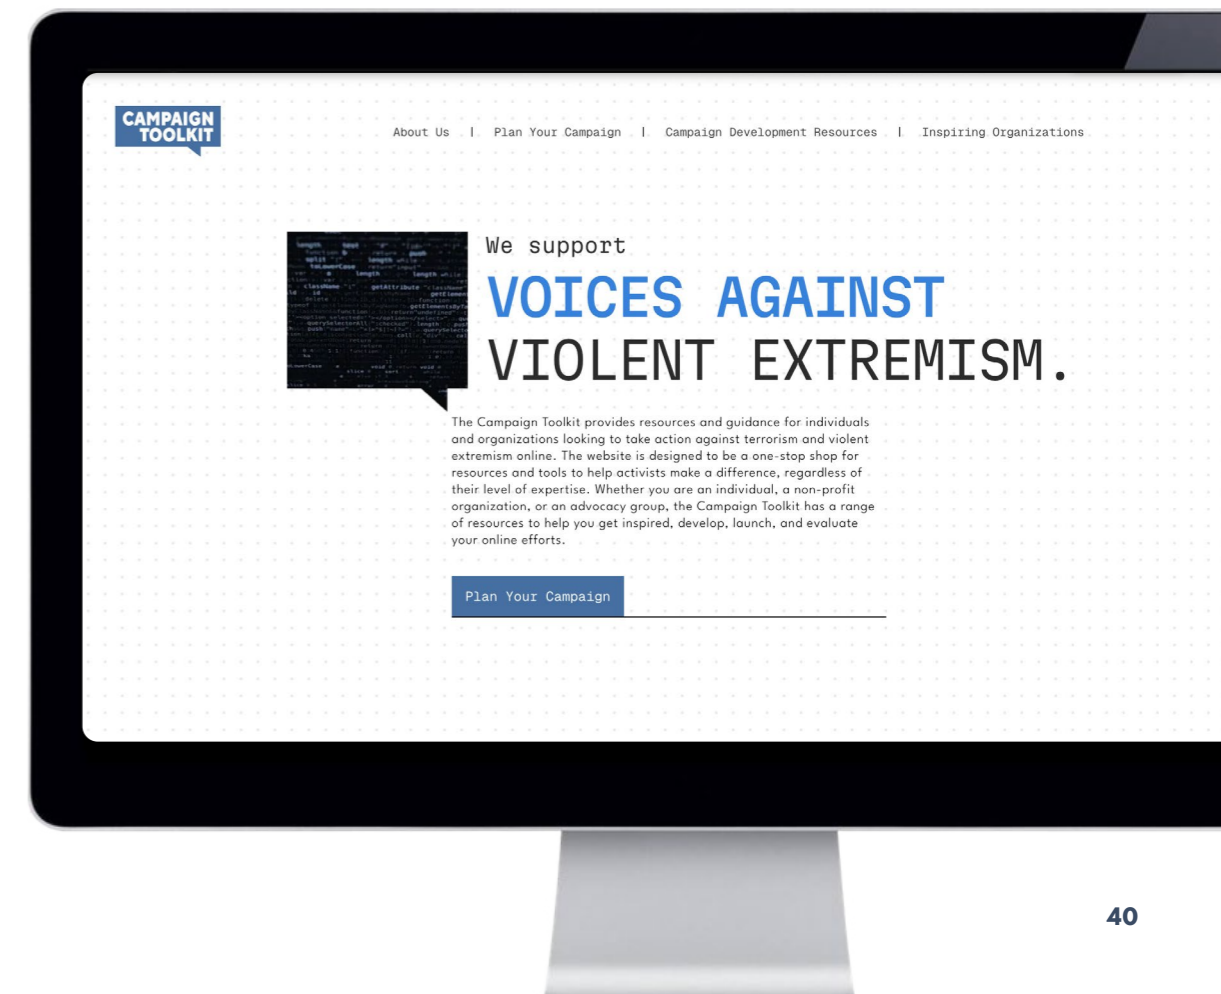 CAMPAIGN
TOOLKIT
About Us | Plan Your Campaign | Campaign Development Resources | Inspiring Organizations
We support
VOICES AGAINST
VIOLENT EXTREMISM.
The Campaign Toolkit provides resources and guidance for individuals
and organizations looking to take action against terrorism and violent
extremism online. The website is designed to be a one-stop shop for
resources and tools to help activists make a difference, regardless of
their level of expertise. Whether you are an individual, a non-profit
organization, or an advocacy group, the Campaign Toolkit has a range
of resources to help you get inspired, develop, launch, and evaluate
your online efforts.
Plan Your Campaign
40